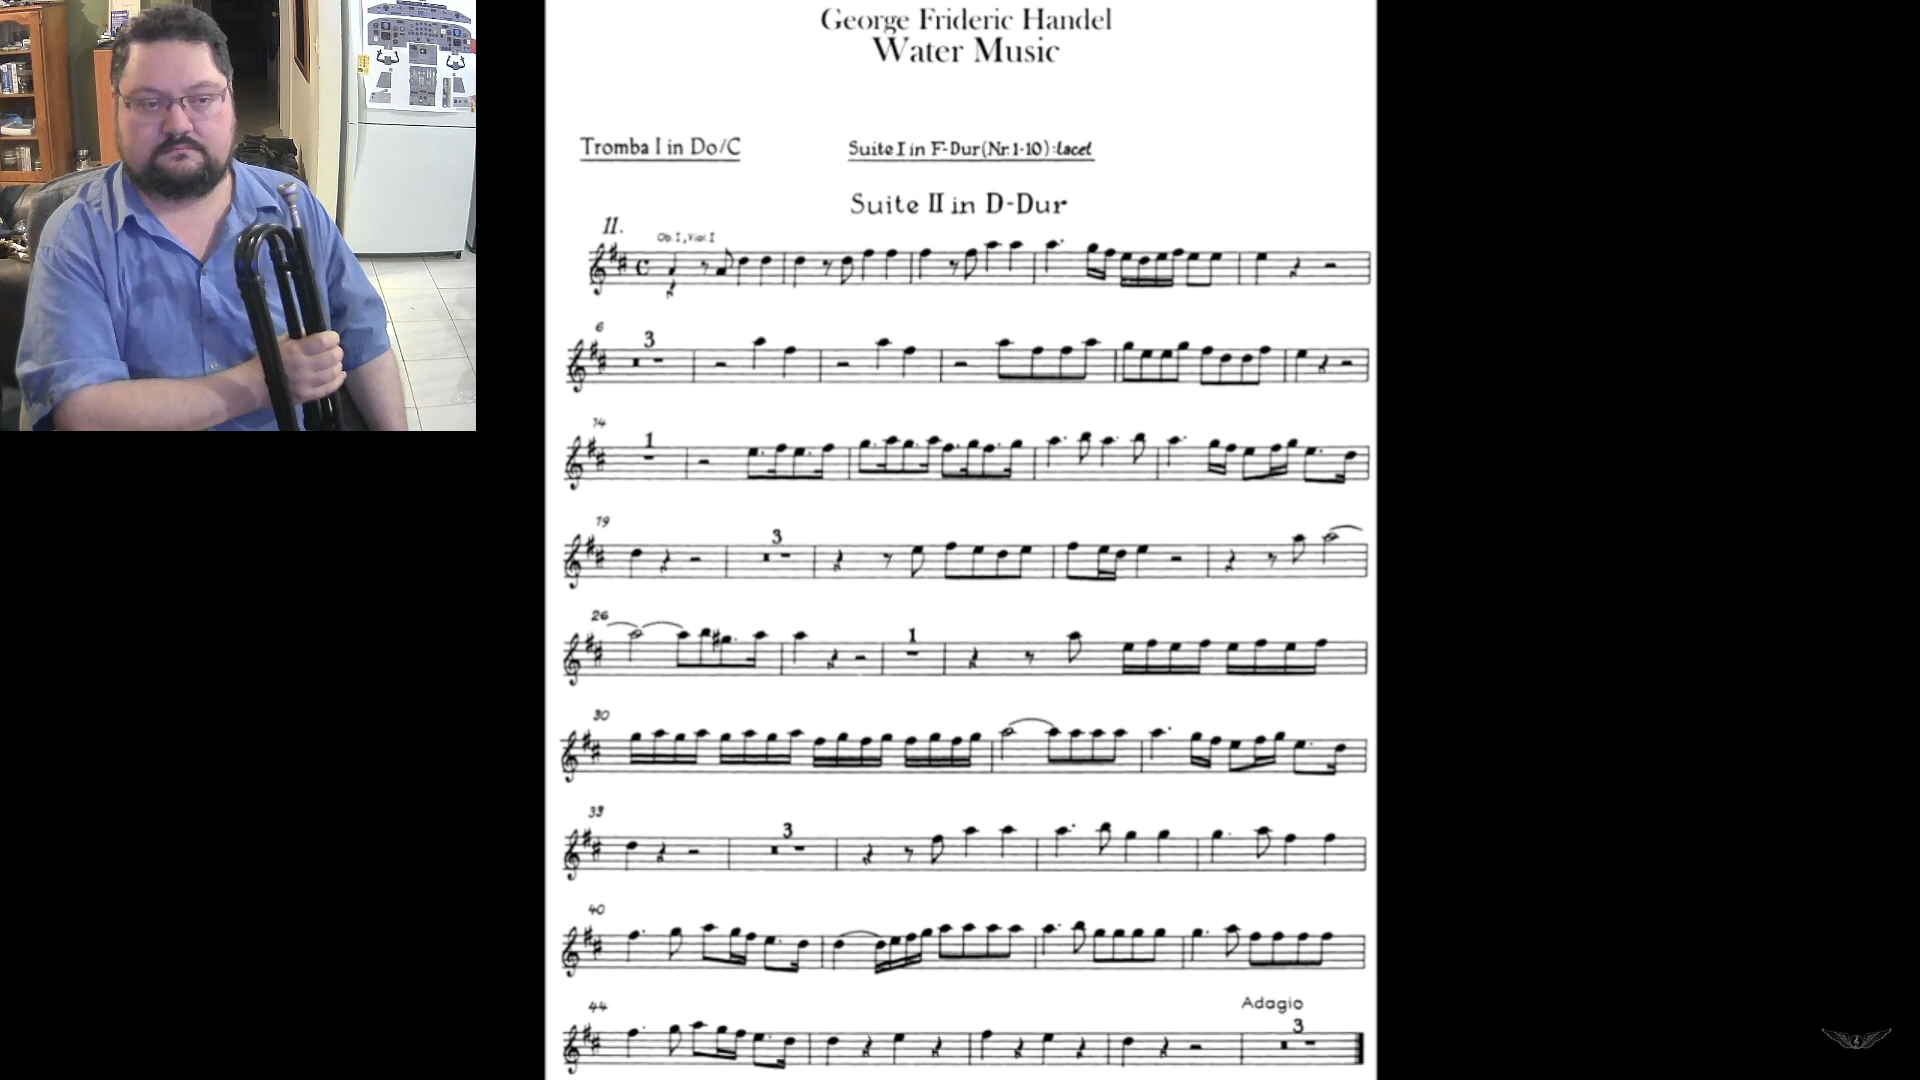 George Frideric Handel
Water Music
Tromba I in Do/C
Suite I in F-Dur(Nr.1-10):tacet
Suite II in D-Dur
11.
Ob.I,Viol.I
6
3
14
1
19
3
26
1
30
33
3
40
44
Adagio
3